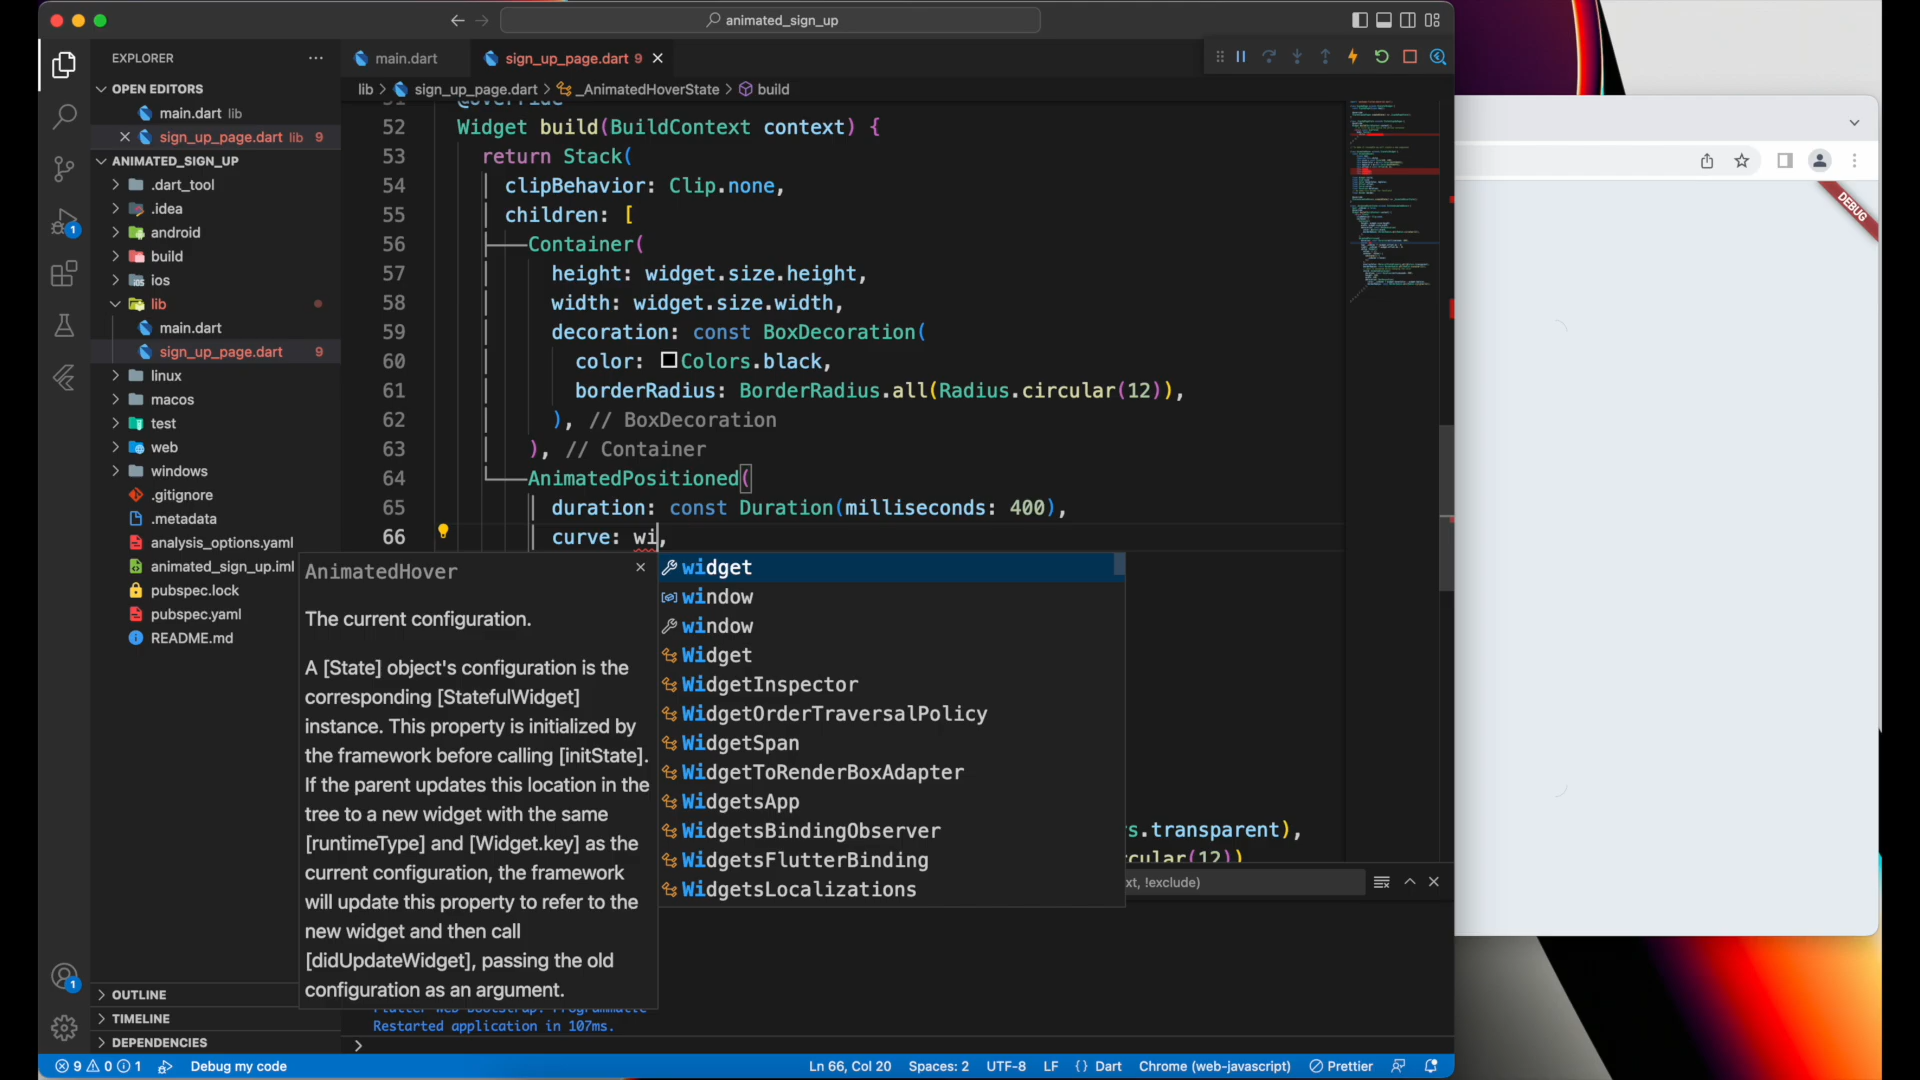 animated_sign_up
EXPLORER
OPEN EDITORS
main.dart lib
sign_up_page.dart lib 9
ANIMATED_SIGN_UP
.dart_tool
.idea
android
build
ios
lib
main.dart
sign_up_page.dart 9
linux
macos
test
web
windows
.gitignore
.metadata
analysis_options.yaml
animated_sign_up.iml
pubspec.lock
pubspec.yaml
README.md
OUTLINE
TIMELINE
DEPENDENCIES
main.dart
sign_up_page.dart 9
lib > sign_up_page.dart > _AnimatedHoverState > build
51 @override
52 Widget build(BuildContext context) {
53 return Stack(
54 clipBehavior: Clip.none,
55 children: [
56 Container(
57 height: widget.size.height,
58 width: widget.size.width,
59 decoration: const BoxDecoration(
60 color: Colors.black,
61 borderRadius: BorderRadius.all(Radius.circular(12)),
62 ), // BoxDecoration
63 ), // Container
64 AnimatedPositioned(
65 duration: const Duration(milliseconds: 400),
66 curve: wi,
AnimatedHover
The current configuration.
A [State] object's configuration is the
corresponding [StatefulWidget]
instance. This property is initialized by
the framework before calling [initState].
If the parent updates this location in the
tree to a new widget with the same
[runtimeType] and [Widget.key] as the
current configuration, the framework
will update this property to refer to the
new widget and then call
[didUpdateWidget], passing the old
configuration as an argument.
widget
window
window
Widget
WidgetInspector
WidgetOrderTraversalPolicy
WidgetSpan
WidgetToRenderBoxAdapter
WidgetsApp
WidgetsBindingObserver
WidgetsFlutterBinding
WidgetsLocalizations
s.transparent),
cular(12))
xt, !exclude)
Restarted application in 107ms.
DEBUG
1
1
9 0 1
Debug my code
Ln 66, Col 20
Spaces: 2
UTF-8
LF
{ } Dart
Chrome (web-javascript)
Prettier